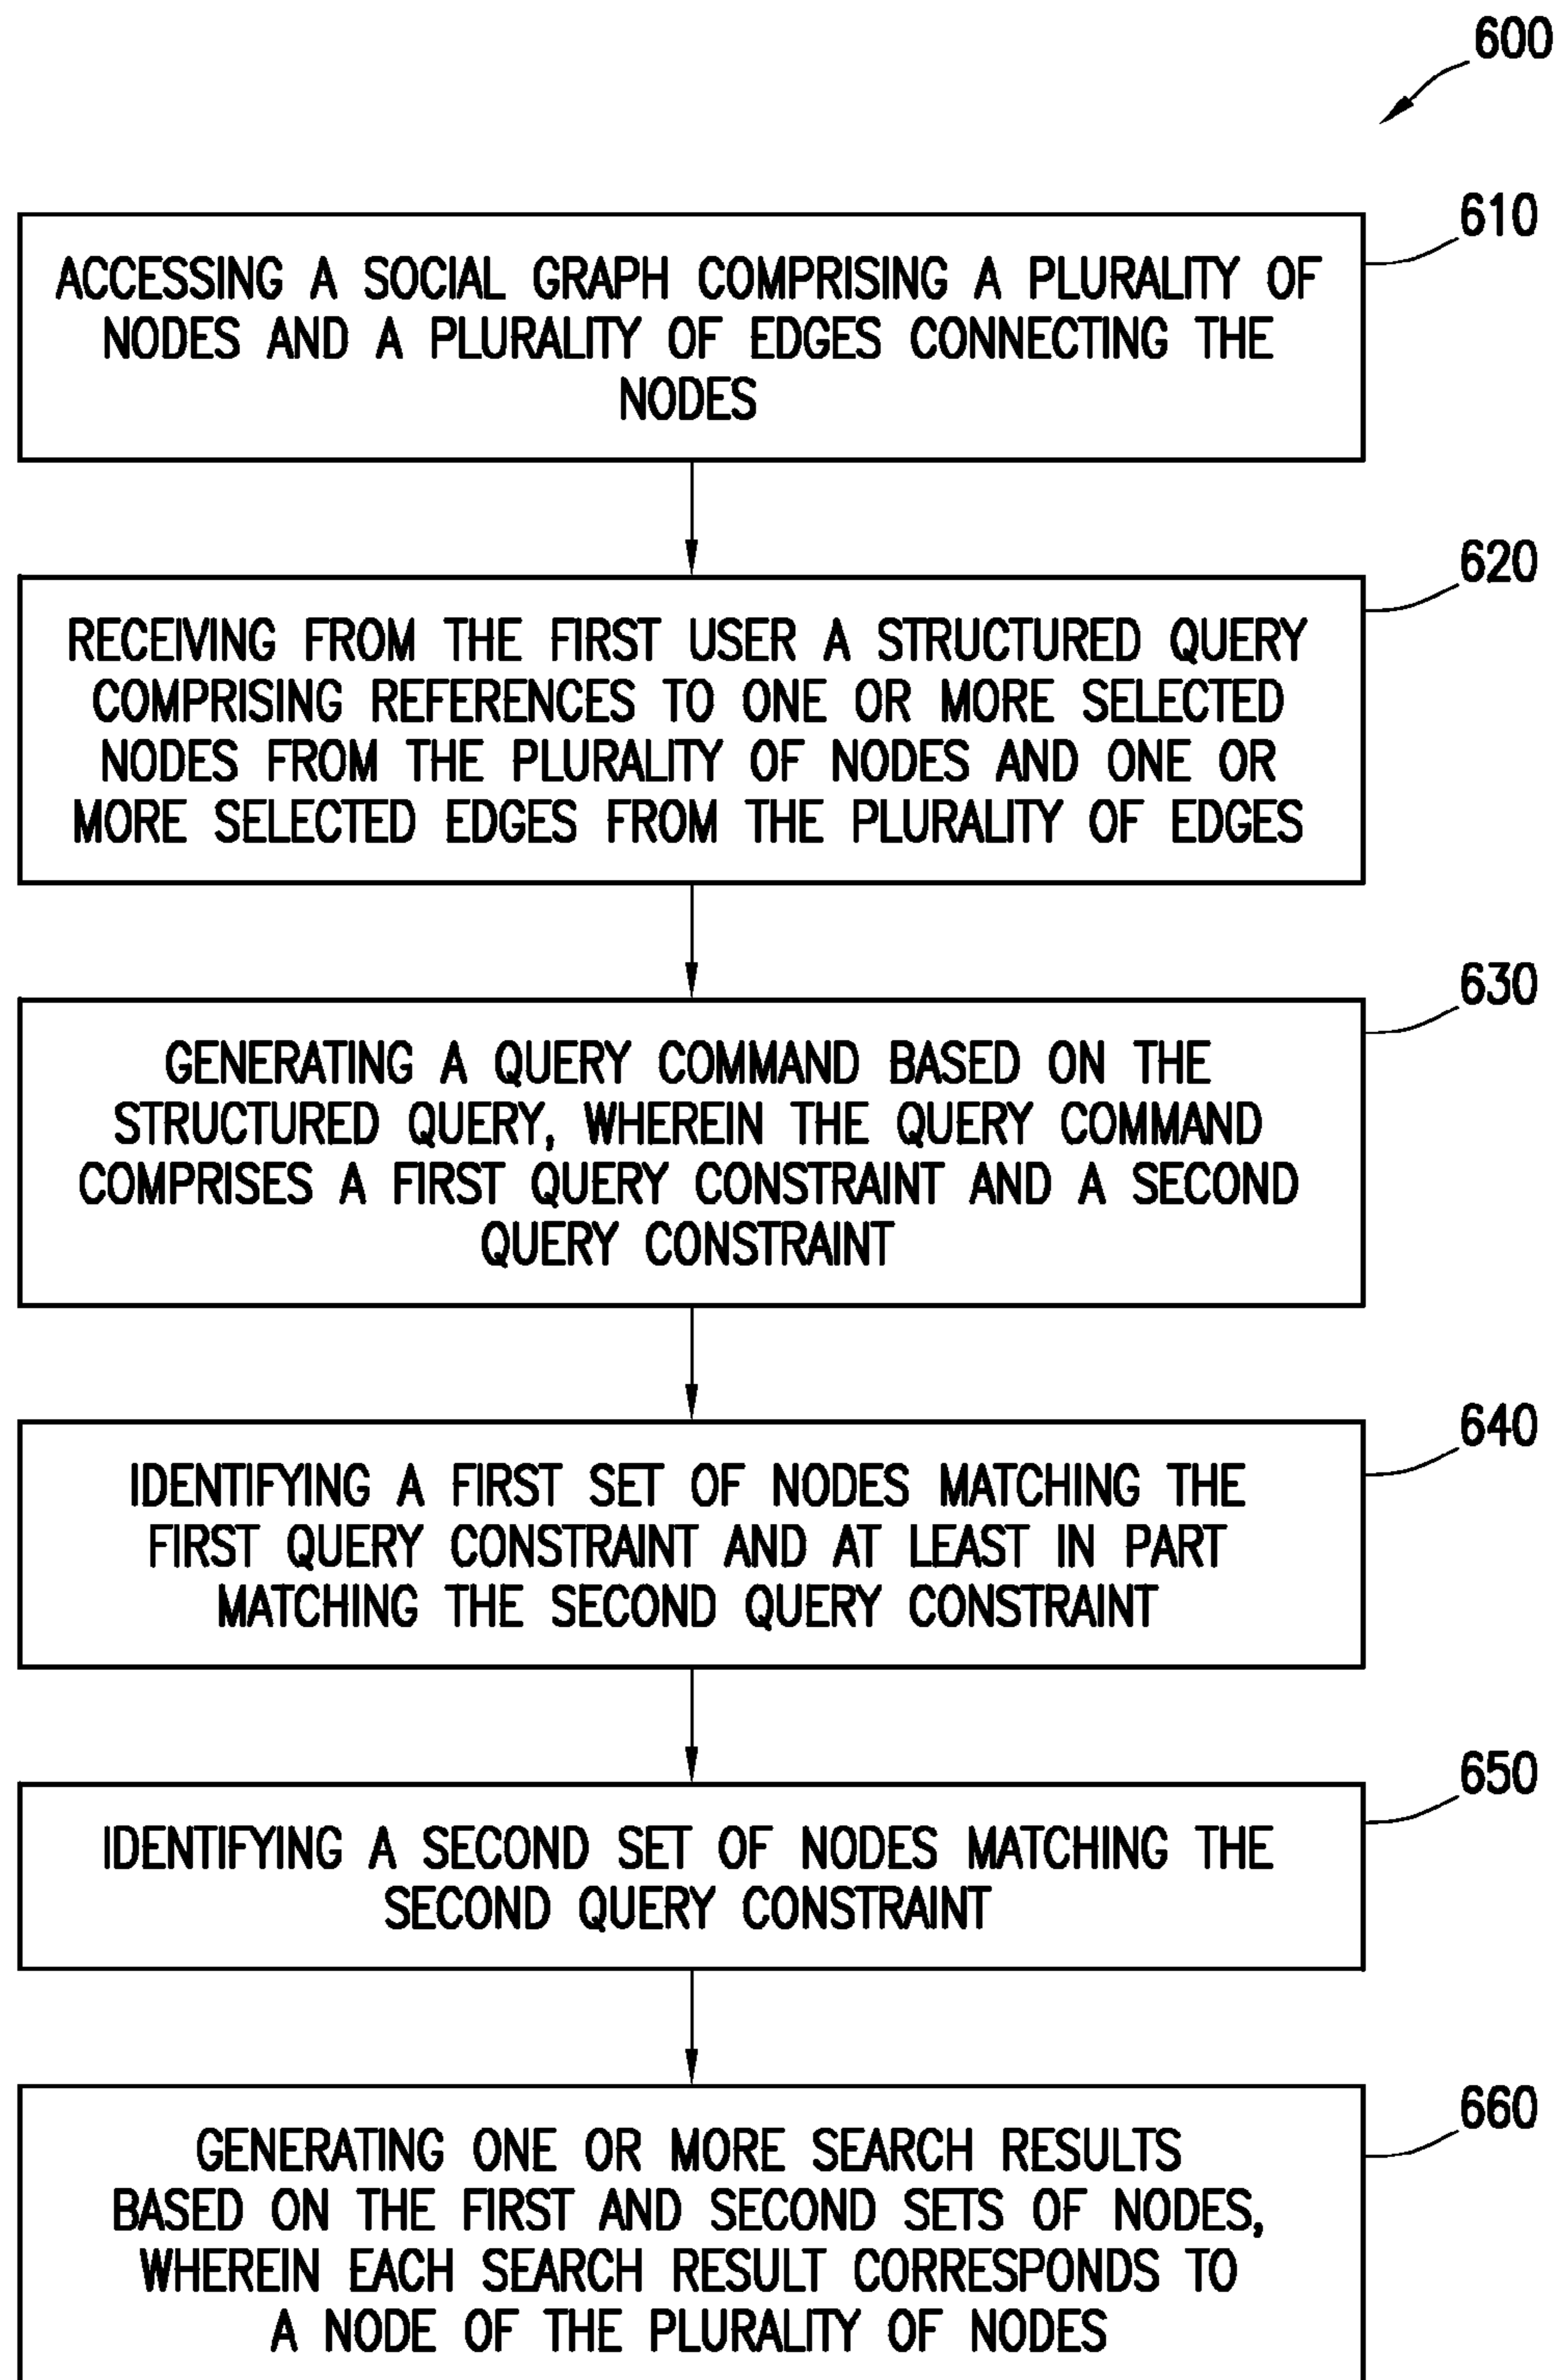 600
610
ACCESSING A SOCIAL GRAPH COMPRISING A PLURALITY OF
NODES AND A PLURALITY OF EDGES CONNECTING THE
NODES
620
RECEIVING FROM THE FIRST USER A STRUCTURED QUERY
COMPRISING REFERENCES TO ONE OR MORE SELECTED
NODES FROM THE PLURALITY OF NODES AND ONE OR
MORE SELECTED EDGES FROM THE PLURALITY OF EDGES
630
GENERATING A QUERY COMMAND BASED ON THE
STRUCTURED QUERY, WHEREIN THE QUERY COMMAND
COMPRISES A FIRST QUERY CONSTRAINT AND A SECOND
QUERY CONSTRAINT
640
IDENTIFYING A FIRST SET OF NODES MATCHING THE
FIRST QUERY CONSTRAINT AND AT LEAST IN PART
MATCHING THE SECOND QUERY CONSTRAINT
650
IDENTIFYING A SECOND SET OF NODES MATCHING THE
SECOND QUERY CONSTRAINT
660
GENERATING ONE OR MORE SEARCH RESULTS
BASED ON THE FIRST AND SECOND SETS OF NODES,
WHEREIN EACH SEARCH RESULT CORRESPONDS TO
A NODE OF THE PLURALITY OF NODES